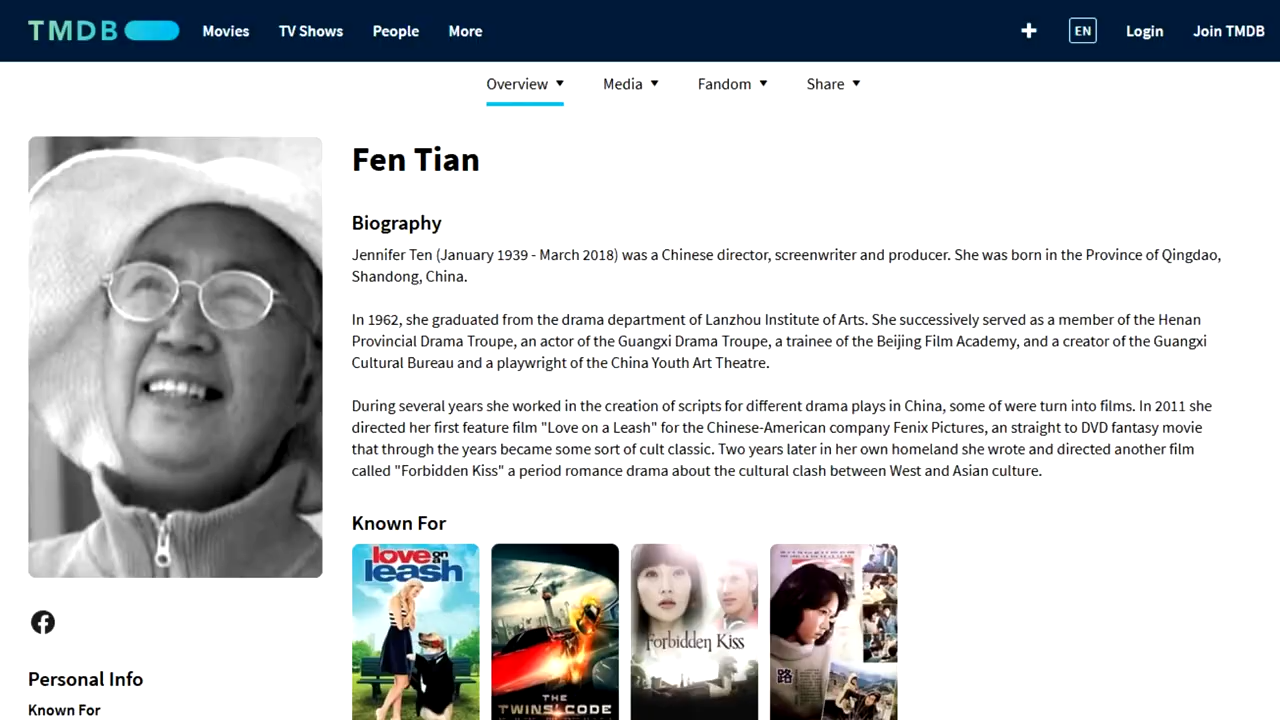 TMDB Movies TV Shows People More EN Login Join TMDB
Overview Media Fandom Share
Fen Tian
Biography
Jennifer Ten (January 1939 - March 2018) was a Chinese director, screenwriter and producer. She was born in the Province of Qingdao,
Shandong, China.
In 1962, she graduated from the drama department of Lanzhou Institute of Arts. She successively served as a member of the Henan
Provincial Drama Troupe, an actor of the Guangxi Drama Troupe, a trainee of the Beijing Film Academy, and a creator of the Guangxi
Cultural Bureau and a playwright of the China Youth Art Theatre.
During several years she worked in the creation of scripts for different drama plays in China, some of were turn into films. In 2011 she
directed her first feature film "Love on a Leash" for the Chinese-American company Fenix Pictures, an straight to DVD fantasy movie
that through the years became some sort of cult classic. Two years later in her own homeland she wrote and directed another film
called "Forbidden Kiss" a period romance drama about the cultural clash between West and Asian culture.
Known For
love on a
leash
THE
TWINS' CODE
Forbidden Kiss
路
Personal Info
Known For